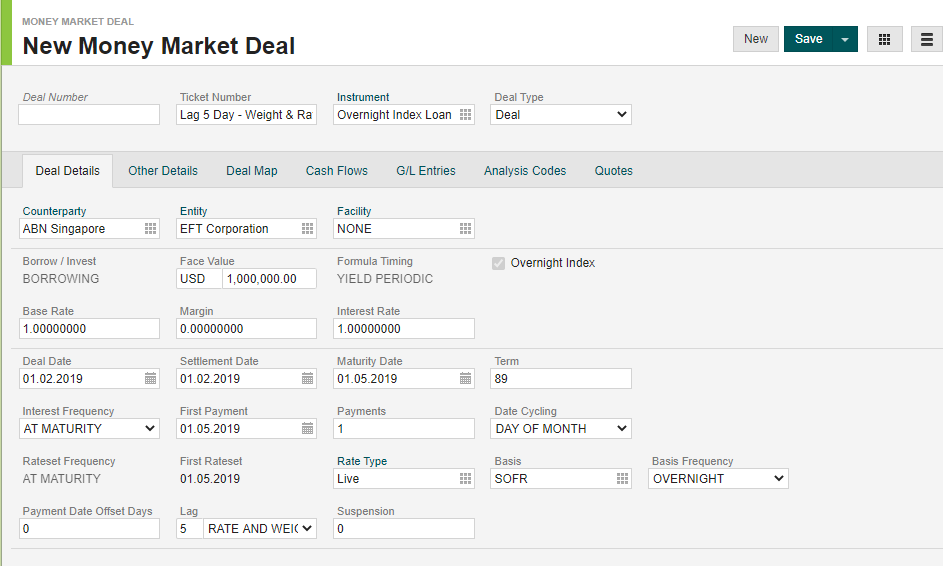 MONEY MARKET DEAL
New Money Market Deal
New Save
Deal Number Ticket Number Instrument Deal Type
Lag 5 Day - Weight & Ra Overnight Index Loan Deal
Deal Details Other Details Deal Map Cash Flows G/L Entries Analysis Codes Quotes
Counterparty Entity Facility
ABN Singapore EFT Corporation NONE
Borrow / Invest Face Value Formula Timing Overnight Index
BORROWING USD 1,000,000.00 YIELD PERIODIC
Base Rate Margin Interest Rate
1.00000000 0.00000000 1.00000000
Deal Date Settlement Date Maturity Date Term
01.02.2019 01.02.2019 01.05.2019 89
Interest Frequency First Payment Payments Date Cycling
AT MATURITY 01.05.2019 1 DAY OF MONTH
Rateset Frequency First Rateset Rate Type Basis Basis Frequency
AT MATURITY 01.05.2019 Live SOFR OVERNIGHT
Payment Date Offset Days Lag Suspension
0 5 RATE AND WEIG 0